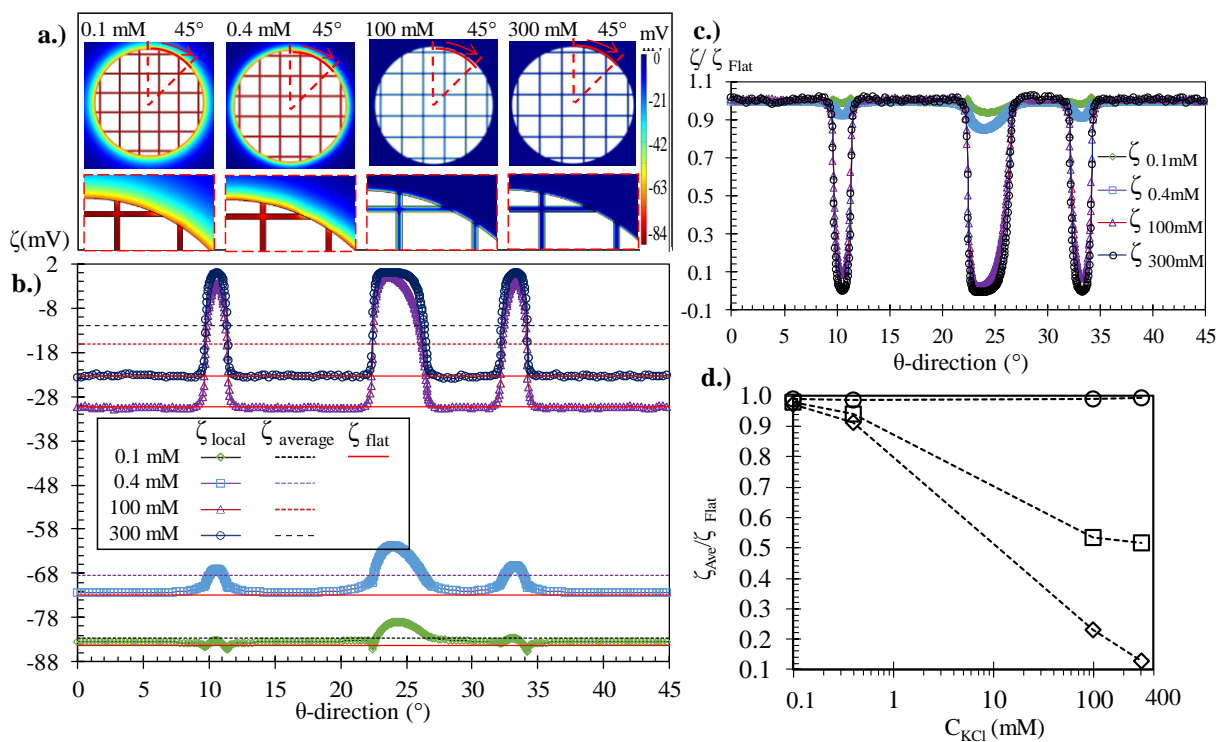 a.)
0.1 mM 45° 0.4 mM 45° 100 mM 45° 300 mM 45° mV
0
-21
-43
-63
-84
ζ(mV)
b.)
2
-8
-18
-28
-38
-48
-58
-68
-78
-88
ζ local ζ average ζ flat
0.1 mM
0.4 mM
100 mM
300 mM
0 5 10 15 20 25 30 35 40 45
θ-direction (°)
c.)
ζ/ ζ Flat
1.1
0.9
0.7
0.5
0.3
0.1
-0.1
ζ 0.1mM
ζ 0.4mM
ζ 100mM
ζ 300mM
0 5 10 15 20 25 30 35 40 45
θ-direction (°)
d.)
ζAve/ζ Flat
1.0
0.9
0.8
0.7
0.6
0.5
0.4
0.3
0.2
0.1
0.1 1 10 100 400
CKCl (mM)